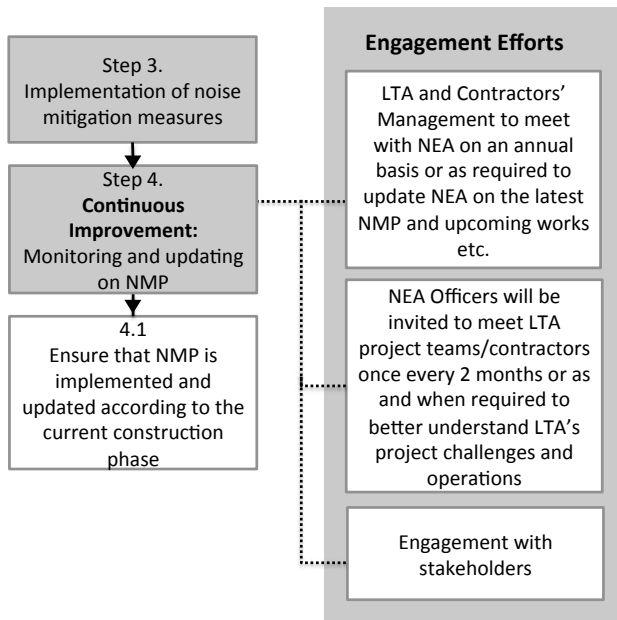 Step 3.
Implementation of noise
mitigation measures
Step 4.
Continuous
Improvement:
Monitoring and updating
on NMP
4.1
Ensure that NMP is
implemented and
updated according to the
current construction
phase
Engagement Efforts
LTA and Contractors’
Management to meet
with NEA on an annual
basis or as required to
update NEA on the latest
NMP and upcoming works
etc.
NEA Officers will be
invited to meet LTA
project teams/contractors
once every 2 months or as
and when required to
better understand LTA’s
project challenges and
operations
Engagement with
stakeholders